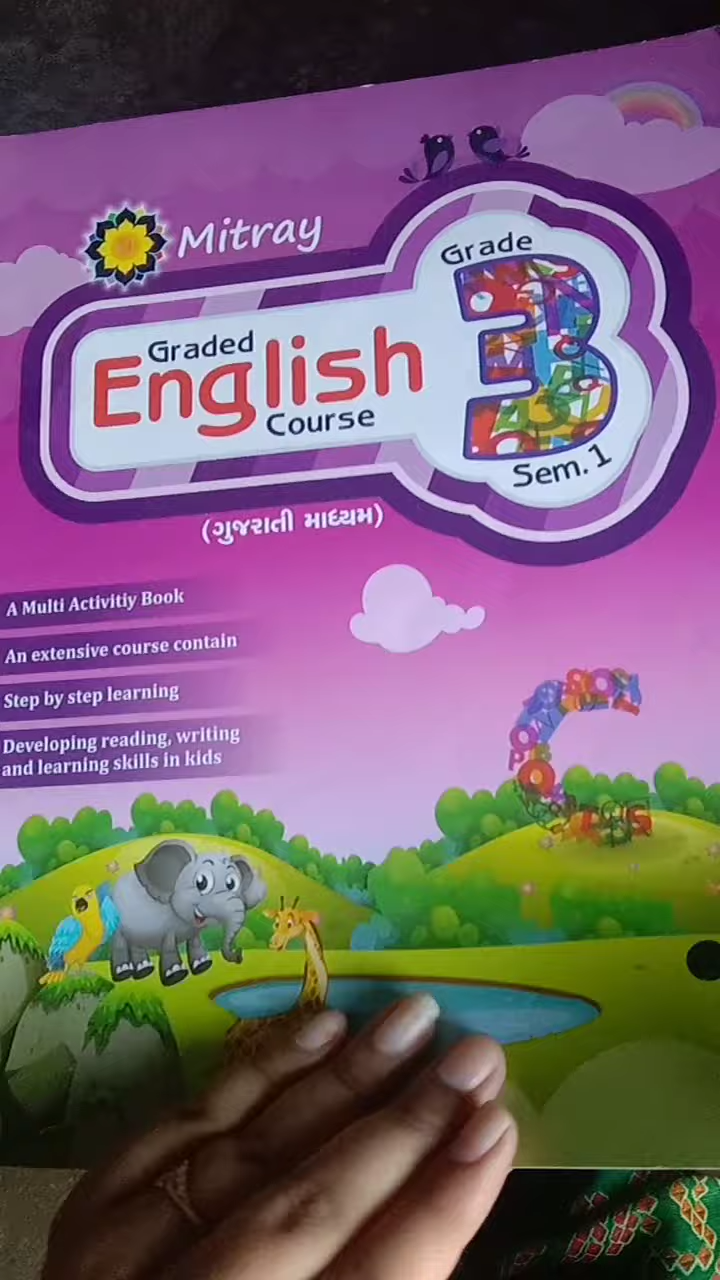 Mitray
Grade
3
Sem. 1
Graded
English
Course
(ગુજરાતી માધ્યમ)
A Multi Activitiy Book
An extensive course contain
Step by step learning
Developing reading, writing
and learning skills in kids